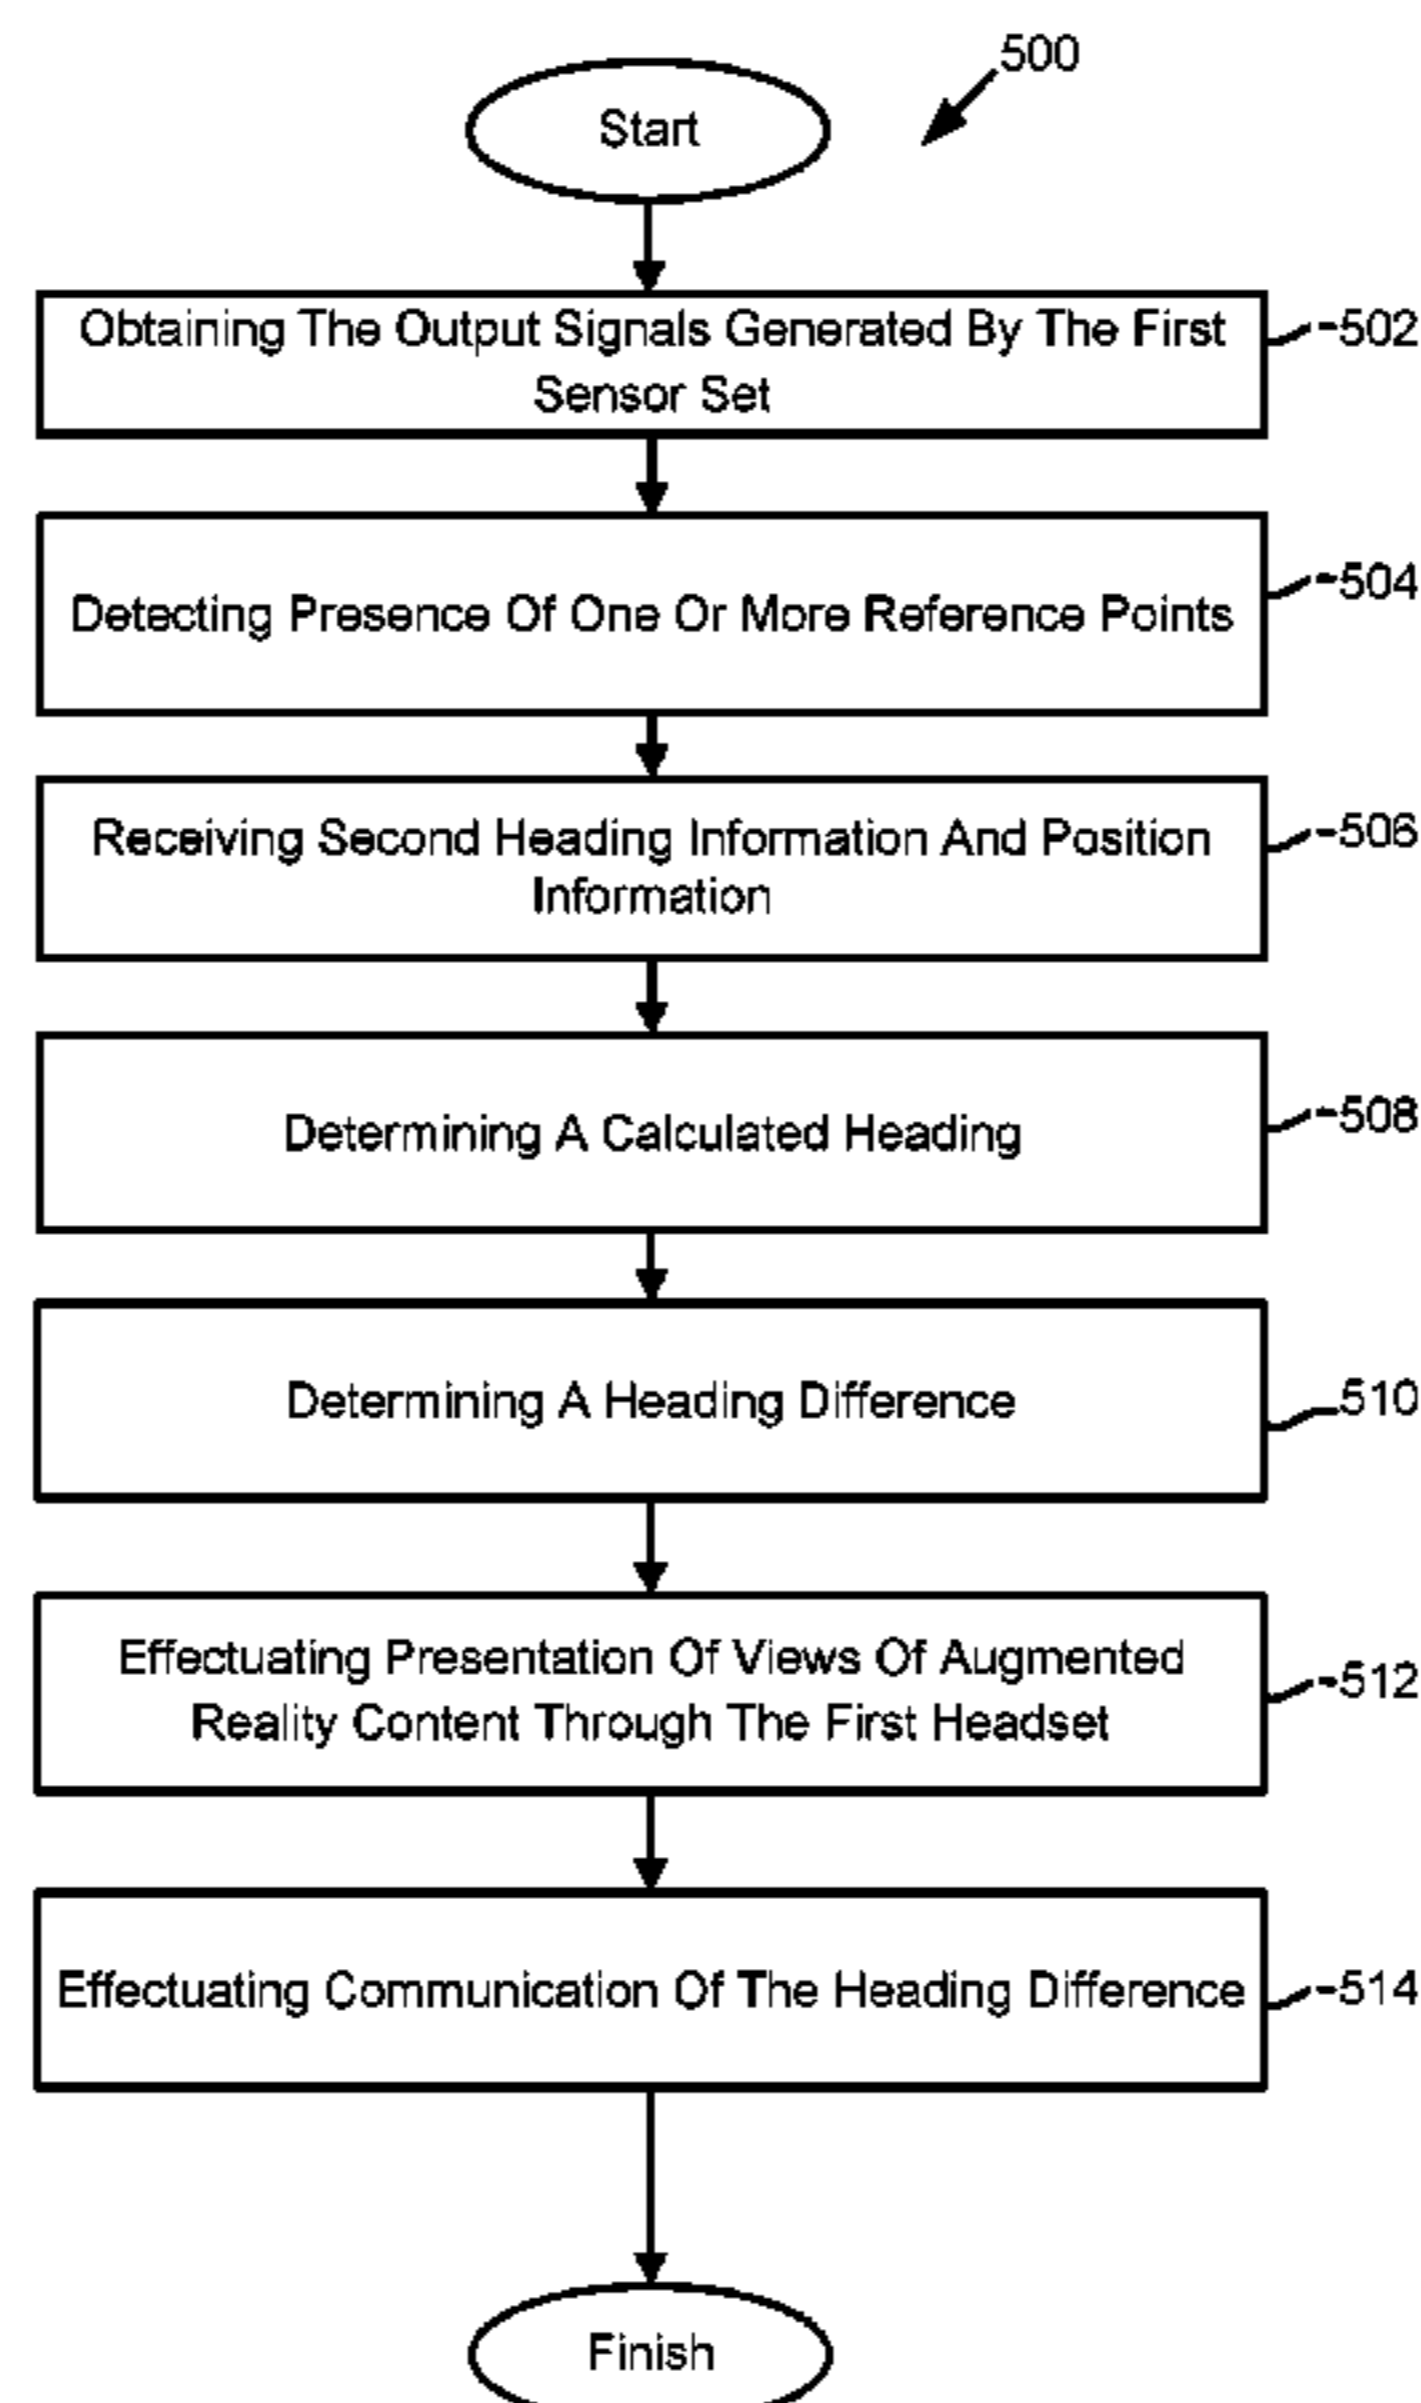 500
Start
Obtaining The Output Signals Generated By The First
Sensor Set
502
Detecting Presence Of One Or More Reference Points
504
Receiving Second Heading Information And Position
Information
506
Determining A Calculated Heading
508
Determining A Heading Difference
510
Effectuating Presentation Of Views Of Augmented
Reality Content Through The First Headset
512
Effectuating Communication Of The Heading Difference
514
Finish